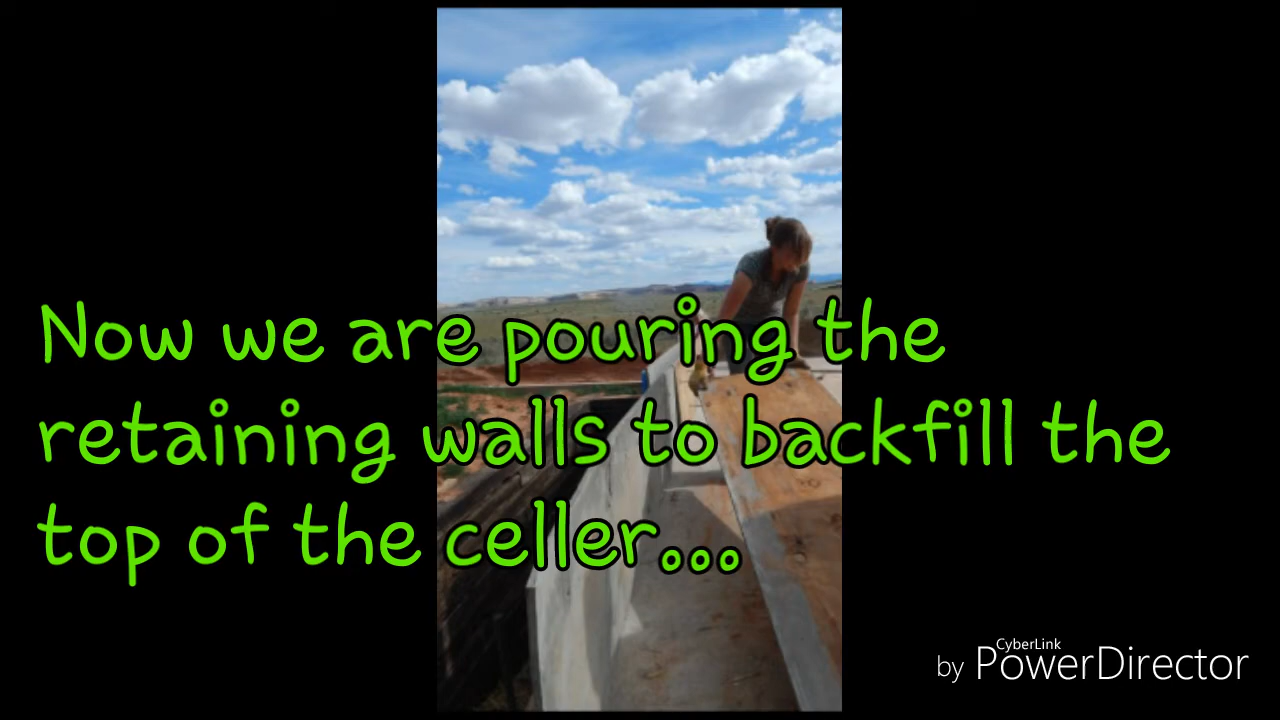 Now we are pouring the
retaining walls to backfill the
top of the celler...
CyberLink
by PowerDirector